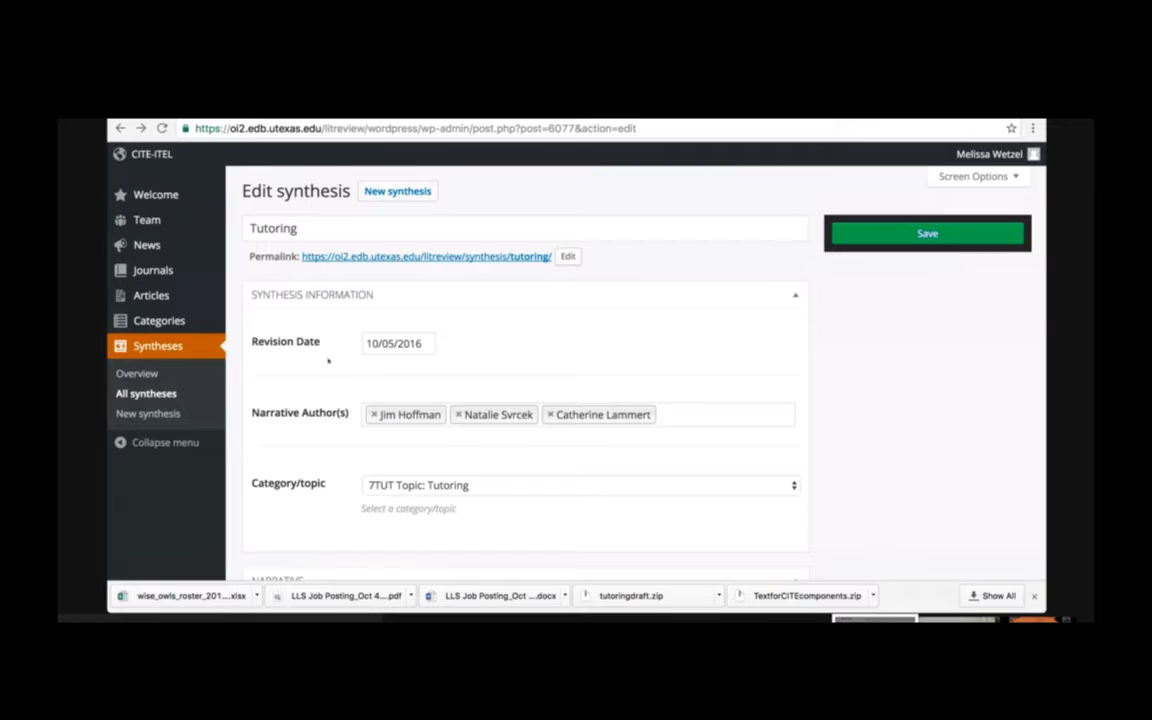 https://oi2.edb.utexas.edu/litreview/wordpress/wp-admin/post.php?post=6077&action=edit
CITE-ITEL
Melissa Wetzel
Screen Options
Welcome
Team
News
Journals
Articles
Categories
Syntheses
Overview
All syntheses
New synthesis
Collapse menu
Edit synthesis
New synthesis
Tutoring
Save
Permalink: https://oi2.edb.utexas.edu/litreview/synthesis/tutoring/ Edit
SYNTHESIS INFORMATION
Revision Date
10/05/2016
Narrative Author(s)
× Jim Hoffman × Natalie Svrcek × Catherine Lammert
Category/topic
7TUT Topic: Tutoring
Select a category/topic
NARRATIVE
wise_owls_roster_201....xlsx
LLS Job Posting_Oct 4....pdf
LLS Job Posting_Oct ....docx
tutoringdraft.zip
TextforCITEcomponents.zip
Show All